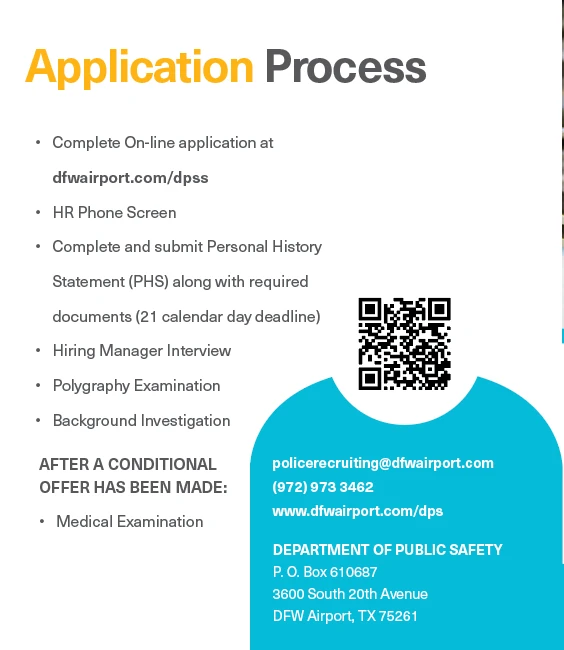 Application Process
• Complete On-line application at
dfwairport.com/dpss
• HR Phone Screen
• Complete and submit Personal History
Statement (PHS) along with required
documents (21 calendar day deadline)
• Hiring Manager Interview
• Polygraphy Examination
• Background Investigation
AFTER A CONDITIONAL
OFFER HAS BEEN MADE:
• Medical Examination
policerecruiting@dfwairport.com
(972) 973 3462
www.dfwairport.com/dps
DEPARTMENT OF PUBLIC SAFETY
P. O. Box 610687
3600 South 20th Avenue
DFW Airport, TX 75261